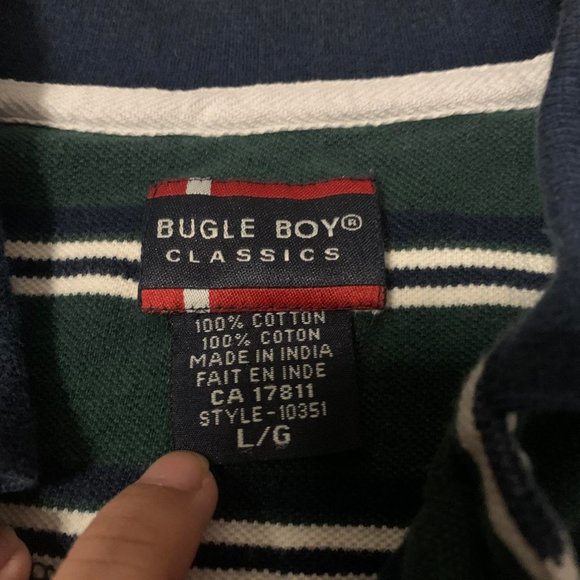 BUGLE BOY®
CLASSICS
100% COTTON
100% COTON
MADE IN INDIA
FAIT EN INDE
CA 17811
STYLE-10351
L/G